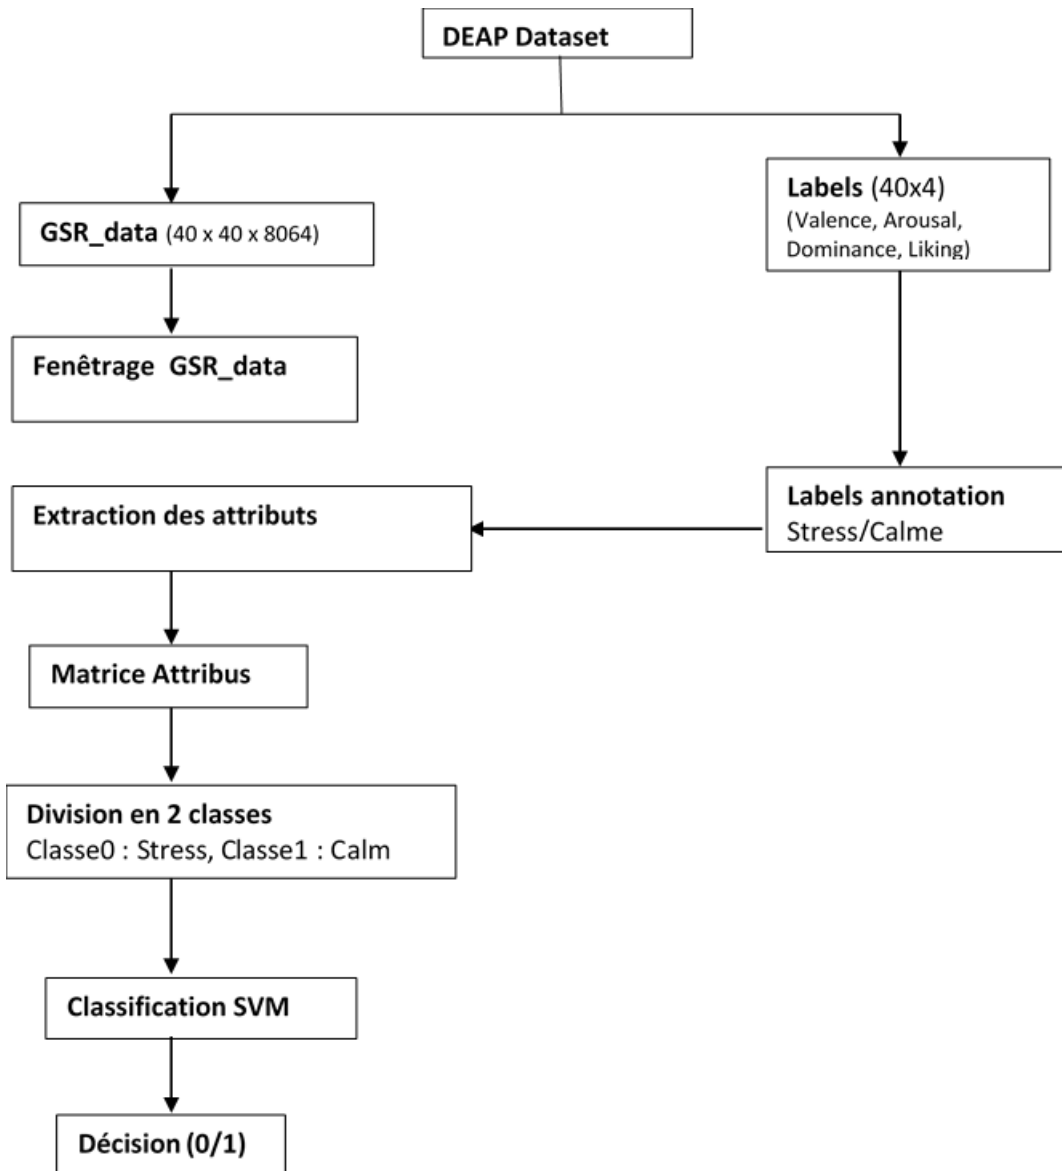 DEAP Dataset
Labels (40x4)
(Valence, Arousal,
Dominance, Liking)
GSR_data (40 x 40 x 8064)
Fenêtrage GSR_data
Labels annotation
Stress/Calme
Extraction des attributs
Matrice Attribus
Division en 2 classes
Classe0 : Stress, Classe1 : Calm
Classification SVM
Décision (0/1)